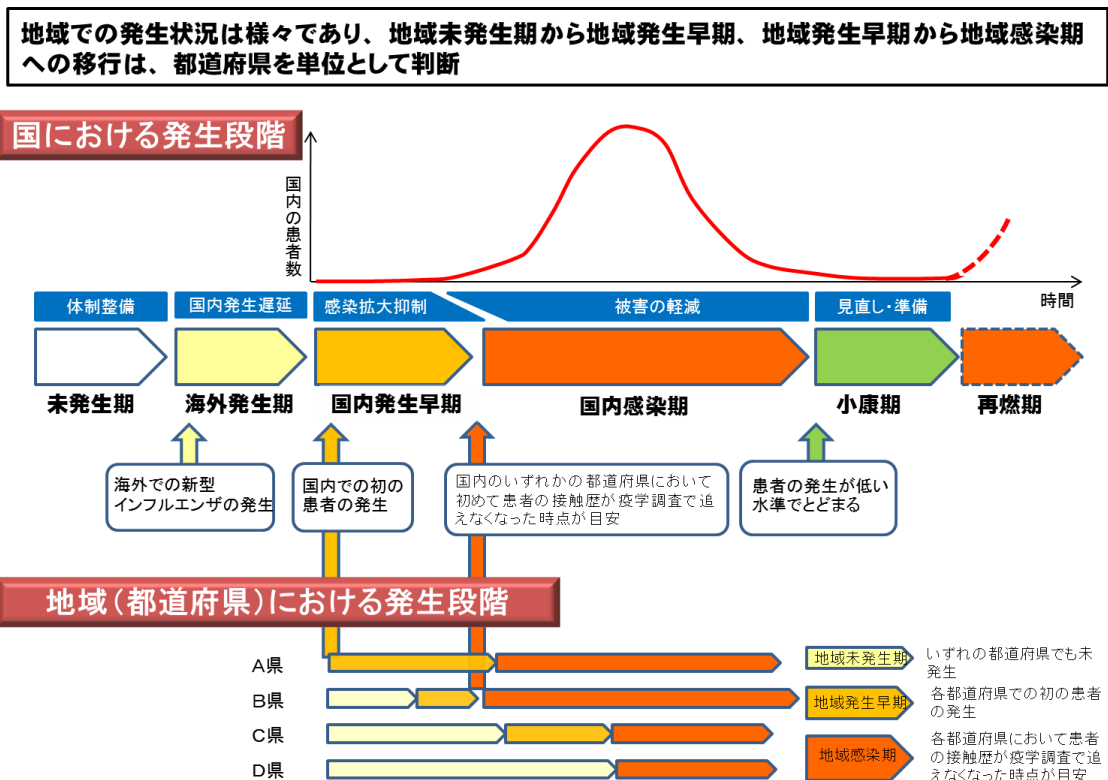 地域での発生状況は様々であり、地域未発生期から地域発生早期、地域発生早期から地域感染期
への移行は、都道府県を単位として判断
国における発生段階
国内の患者数
時間
体制整備
国内発生遅延
感染拡大抑制
被害の軽減
見直し・準備
未発生期
海外発生期
国内発生早期
国内感染期
小康期
再燃期
海外での新型
インフルエンザの発生
国内での初の
患者の発生
国内のいずれかの都道府県において
初めて患者の接触歴が疫学調査で追
えなくなった時点が目安
患者の発生が低い
水準でとどまる
地域(都道府県)における発生段階
A県
B県
C県
D県
地域未発生期
いずれの都道府県でも未
発生
地域発生早期
各都道府県での初の患者
の発生
地域感染期
各都道府県において患者
の接触歴が疫学調査で追
えなくなった時点が目安